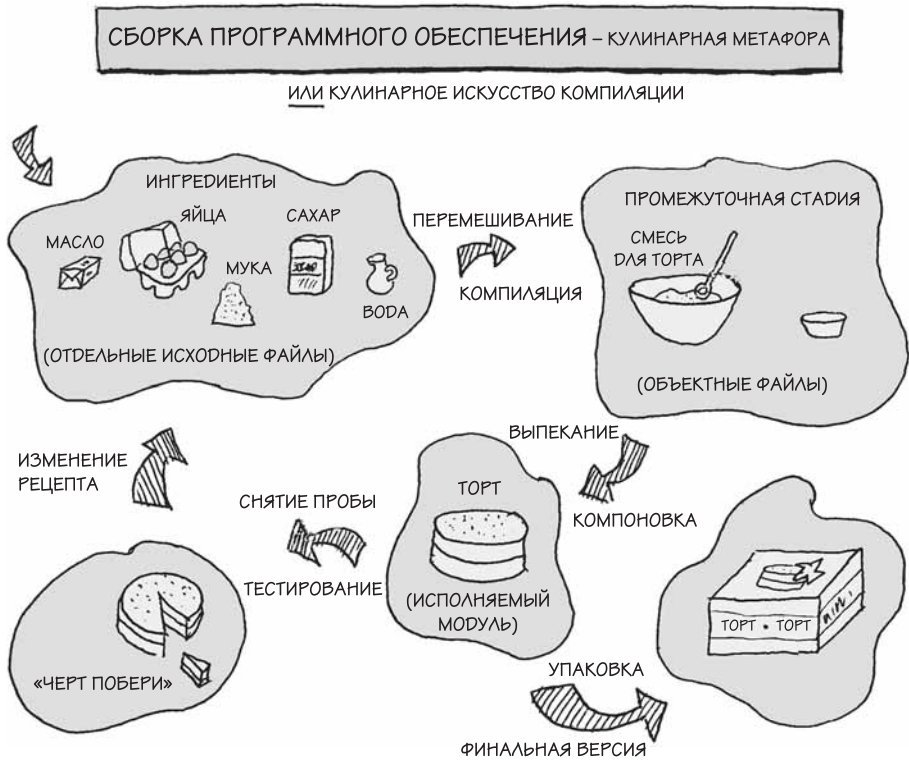 СБОРКА ПРОГРАММНОГО ОБЕСПЕЧЕНИЯ – КУЛИНАРНАЯ МЕТАФОРА
ИЛИ КУЛИНАРНОЕ ИСКУССТВО КОМПИЛЯЦИИ
ИНГРЕДИЕНТЫ
МАСЛО
ЯЙЦА
МУКА
САХАР
ВОДА
(ОТДЕЛЬНЫЕ ИСХОДНЫЕ ФАЙЛЫ)
ПЕРЕМЕШИВАНИЕ
КОМПИЛЯЦИЯ
ПРОМЕЖУТОЧНАЯ СТАДИЯ
СМЕСЬ
ДЛЯ ТОРТА
(ОБЪЕКТНЫЕ ФАЙЛЫ)
ВЫПЕКАНИЕ
КОМПОНОВКА
ТОРТ
(ИСПОЛНЯЕМЫЙ
МОДУЛЬ)
СНЯТИЕ ПРОБЫ
ТЕСТИРОВАНИЕ
«ЧЕРТ ПОБЕРИ»
ИЗМЕНЕНИЕ
РЕЦЕПТА
УПАКОВКА
ФИНАЛЬНАЯ ВЕРСИЯ
ТОРТ • ТОРТ